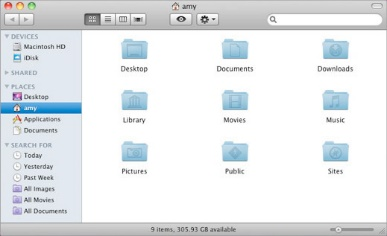 amy
DEVICES
Macintosh HD
iDisk
SHARED
PLACES
Desktop
amy
Applications
Documents
SEARCH FOR
Today
Yesterday
Past Week
All Images
All Movies
All Documents
Desktop Documents Downloads
Library Movies Music
Pictures Public Sites
9 items, 305.93 GB available